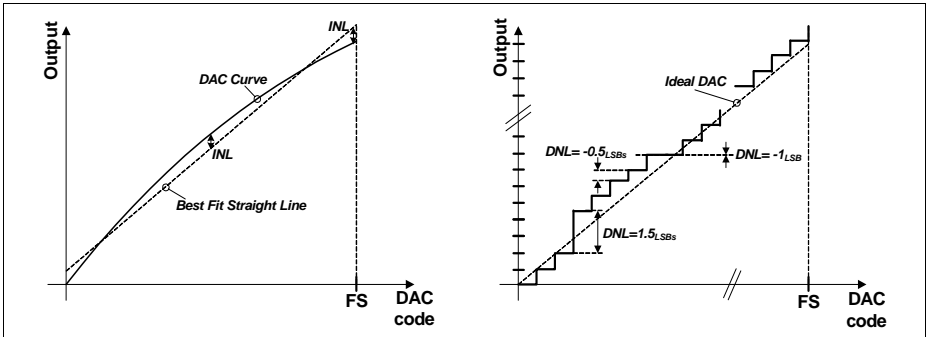 Output
INL
DAC Curve
INL
Best Fit Straight Line
FS
DAC
code
Output
Ideal DAC
DNL= -0.5LSBs
DNL= -1LSB
DNL=1.5LSBs
FS
DAC
code